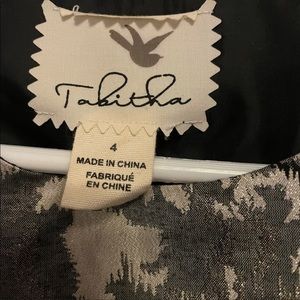 Tabitha
4
MADE IN CHINA
FABRIQUÉ
EN CHINE